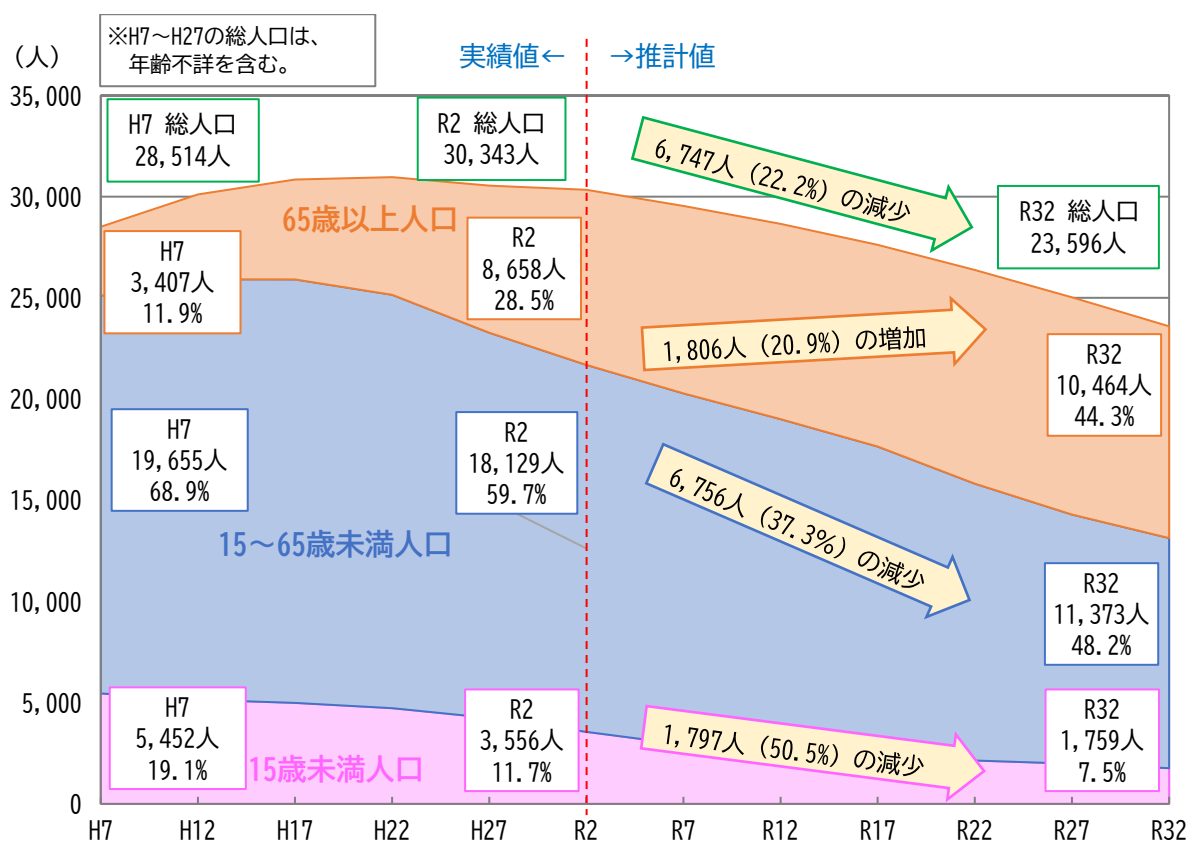 ※H7～H27の総人口は、
年齢不詳を含む。
（人）
実績値← →推計値
35,000
30,000
25,000
20,000
15,000
10,000
5,000
0
H7 総人口
28,514人
R2 総人口
30,343人
6,747人（22.2%）の減少
R32 総人口
23,596人
65歳以上人口
H7
3,407人
11.9%
R2
8,658人
28.5%
1,806人（20.9%）の増加
R32
10,464人
44.3%
H7
19,655人
68.9%
R2
18,129人
59.7%
15～65歳未満人口
6,756人（37.3%）の減少
R32
11,373人
48.2%
H7
5,452人
19.1%
15歳未満人口
R2
3,556人
11.7%
1,797人（50.5%）の減少
R32
1,759人
7.5%
H7 H12 H17 H22 H27 R2 R7 R12 R17 R22 R27 R32